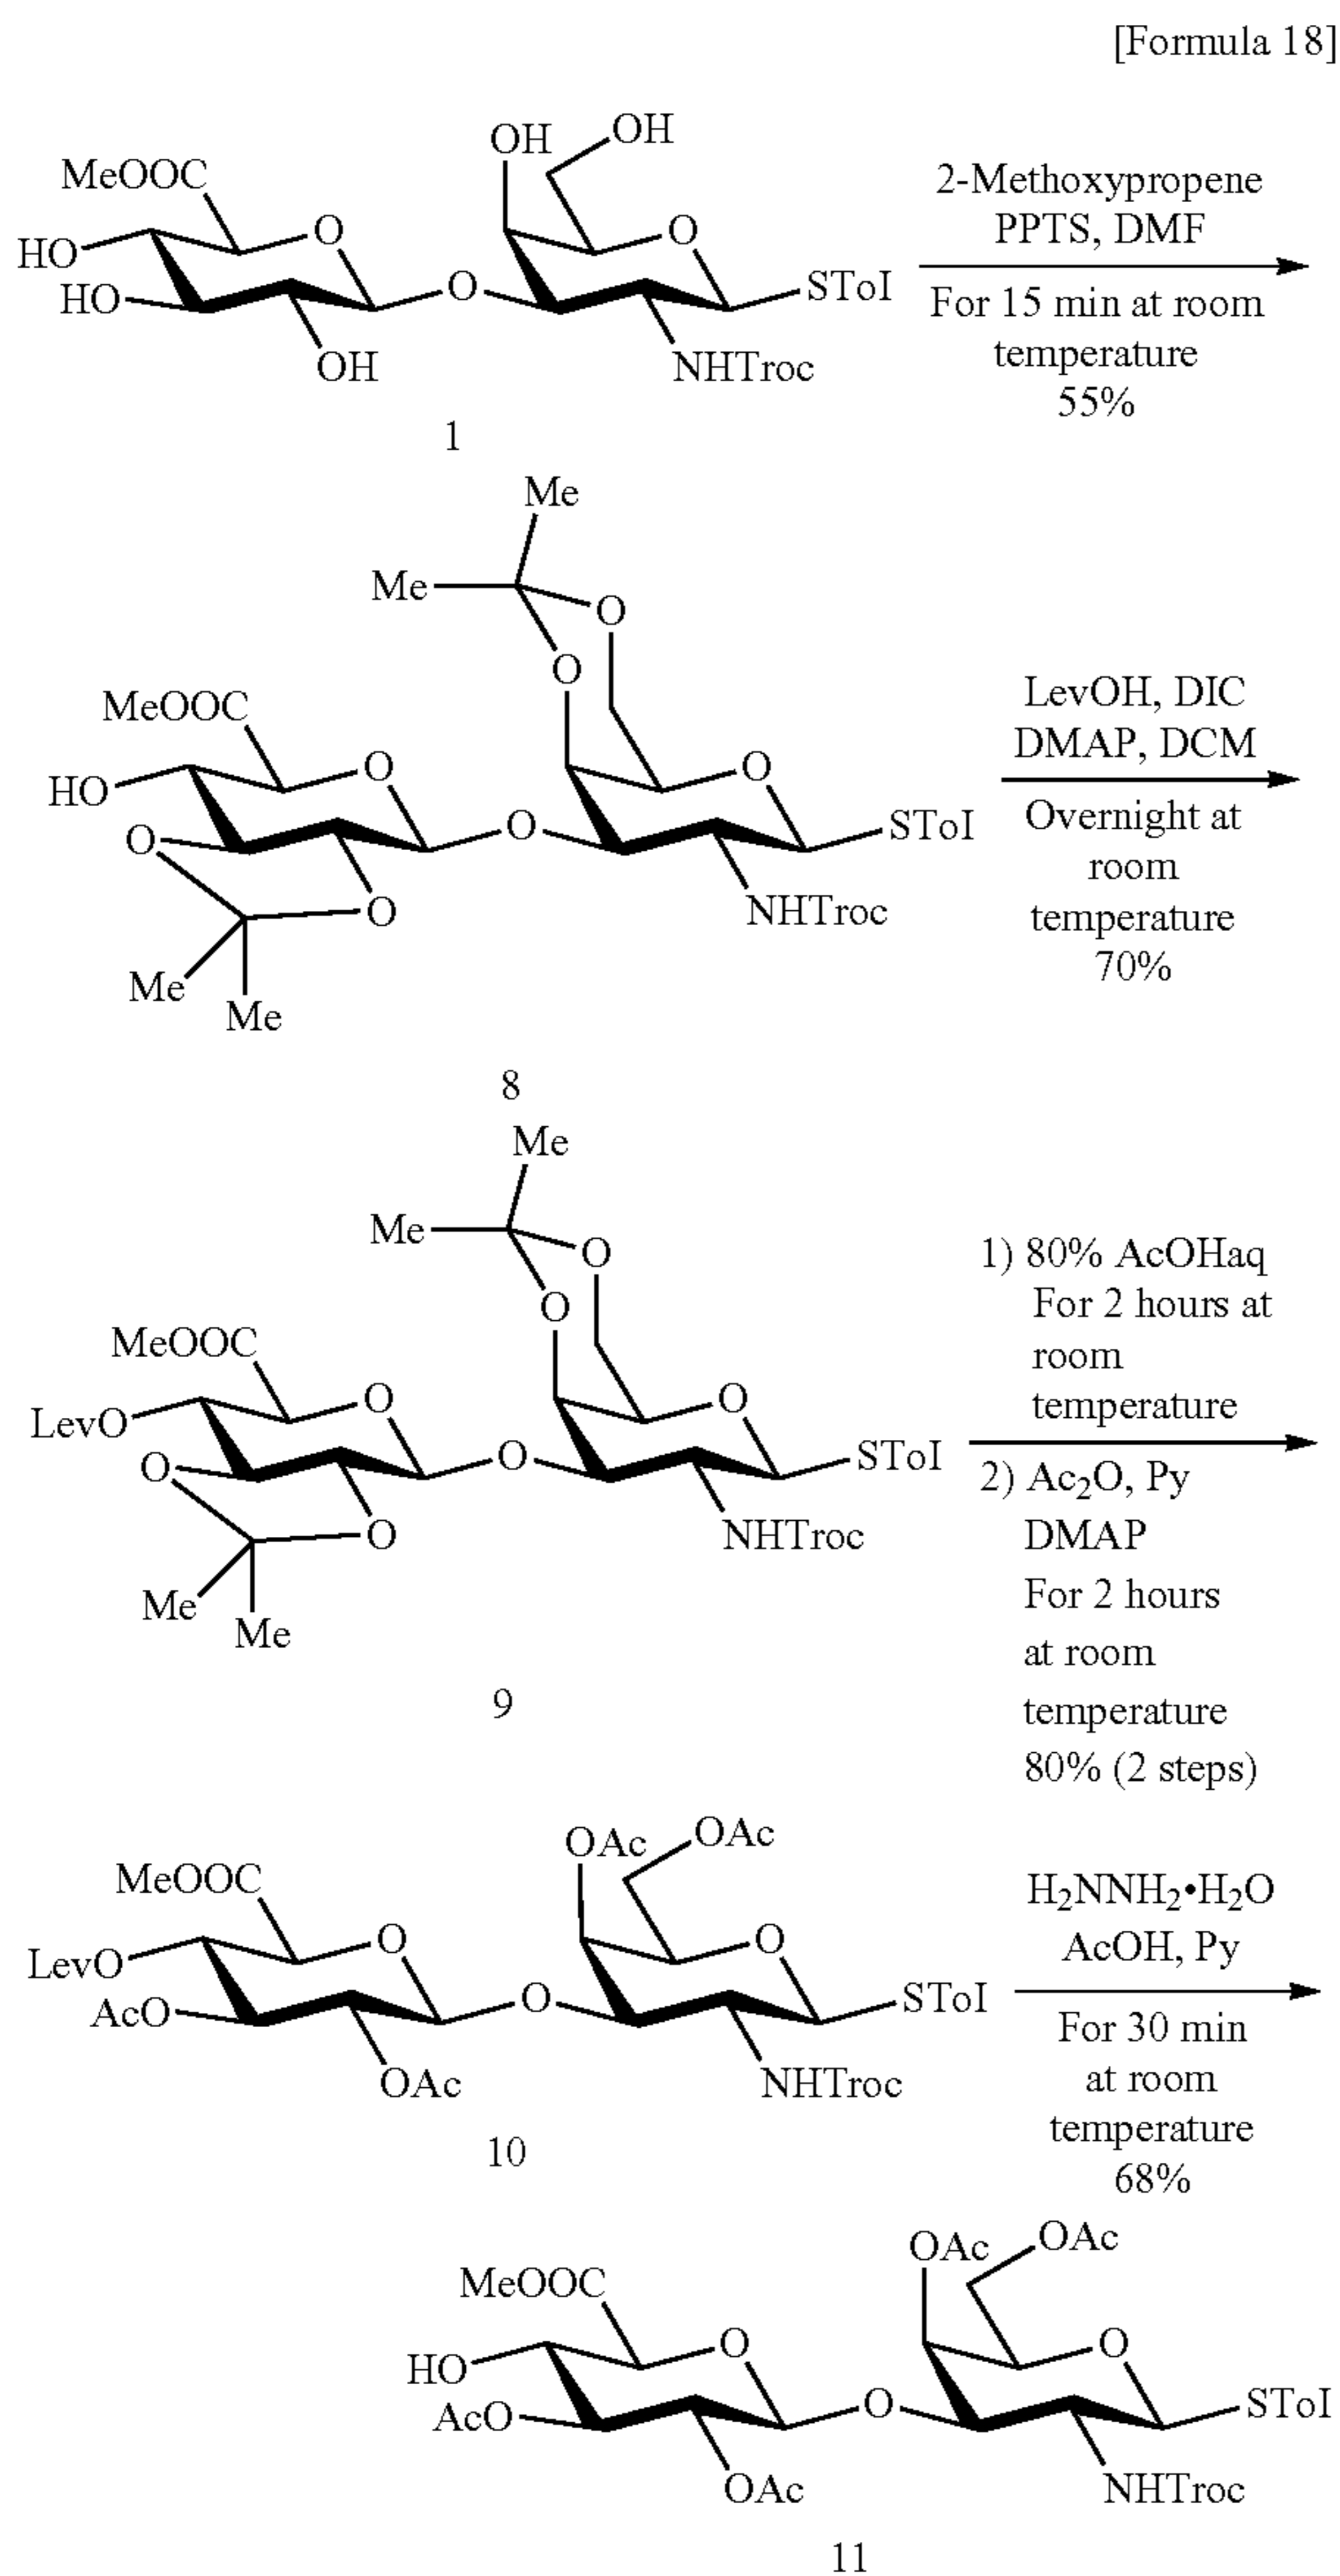 [Formula 18]
OH
OH
MeOOC
O
O
HO
HO
O
STol
OH
NHTroc
1
2-Methoxypropene
PPTS, DMF
For 15 min at room
temperature
55%
Me
Me
O
O
MeOOC
O
O
HO
O
O
STol
O
NHTroc
Me
Me
8
LevOH, DIC
DMAP, DCM
Overnight at
room
temperature
70%
Me
Me
O
O
MeOOC
O
O
LevO
O
O
STol
O
NHTroc
Me
Me
9
1) 80% AcOHaq
For 2 hours at
room
temperature
2) Ac₂O, Py
DMAP
For 2 hours
at room
temperature
80% (2 steps)
OAc
OAc
MeOOC
O
O
LevO
AcO
O
STol
OAc
NHTroc
10
H₂NNH₂•H₂O
AcOH, Py
For 30 min
at room
temperature
68%
OAc
OAc
MeOOC
O
O
HO
AcO
O
STol
OAc
NHTroc
11